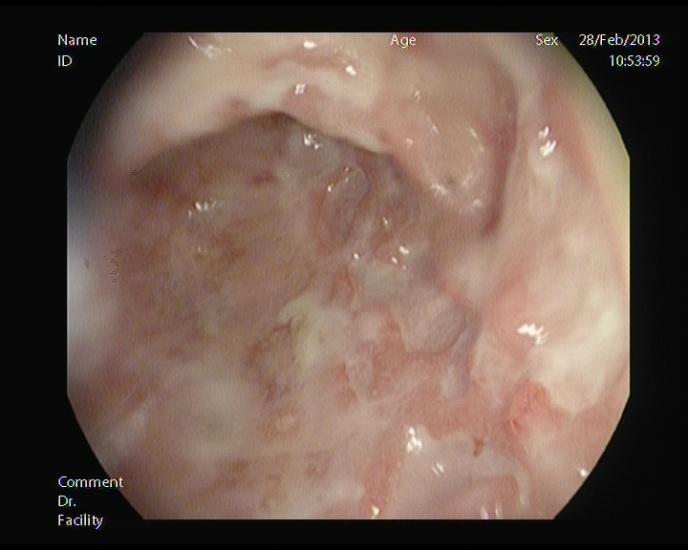 Name Age Sex 28/Feb/2013
ID 10:53:59
Comment
Dr.
Facility